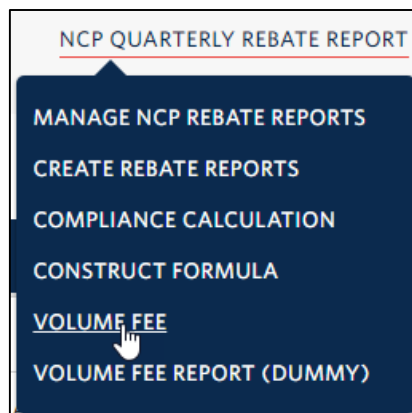 NCP QUARTERLY REBATE REPORT
MANAGE NCP REBATE REPORTS
CREATE REBATE REPORTS
COMPLIANCE CALCULATION
CONSTRUCT FORMULA
VOLUME FEE
VOLUME FEE REPORT (DUMMY)